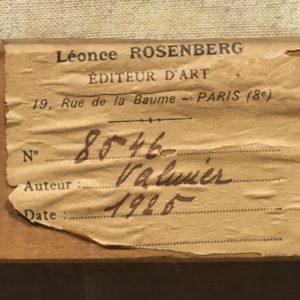 Léonce ROSENBERG
ÉDITEUR D'ART
19, Rue de la Baume – PARIS (8e)
N° 8546
Auteur : Valmier
Date : 1925